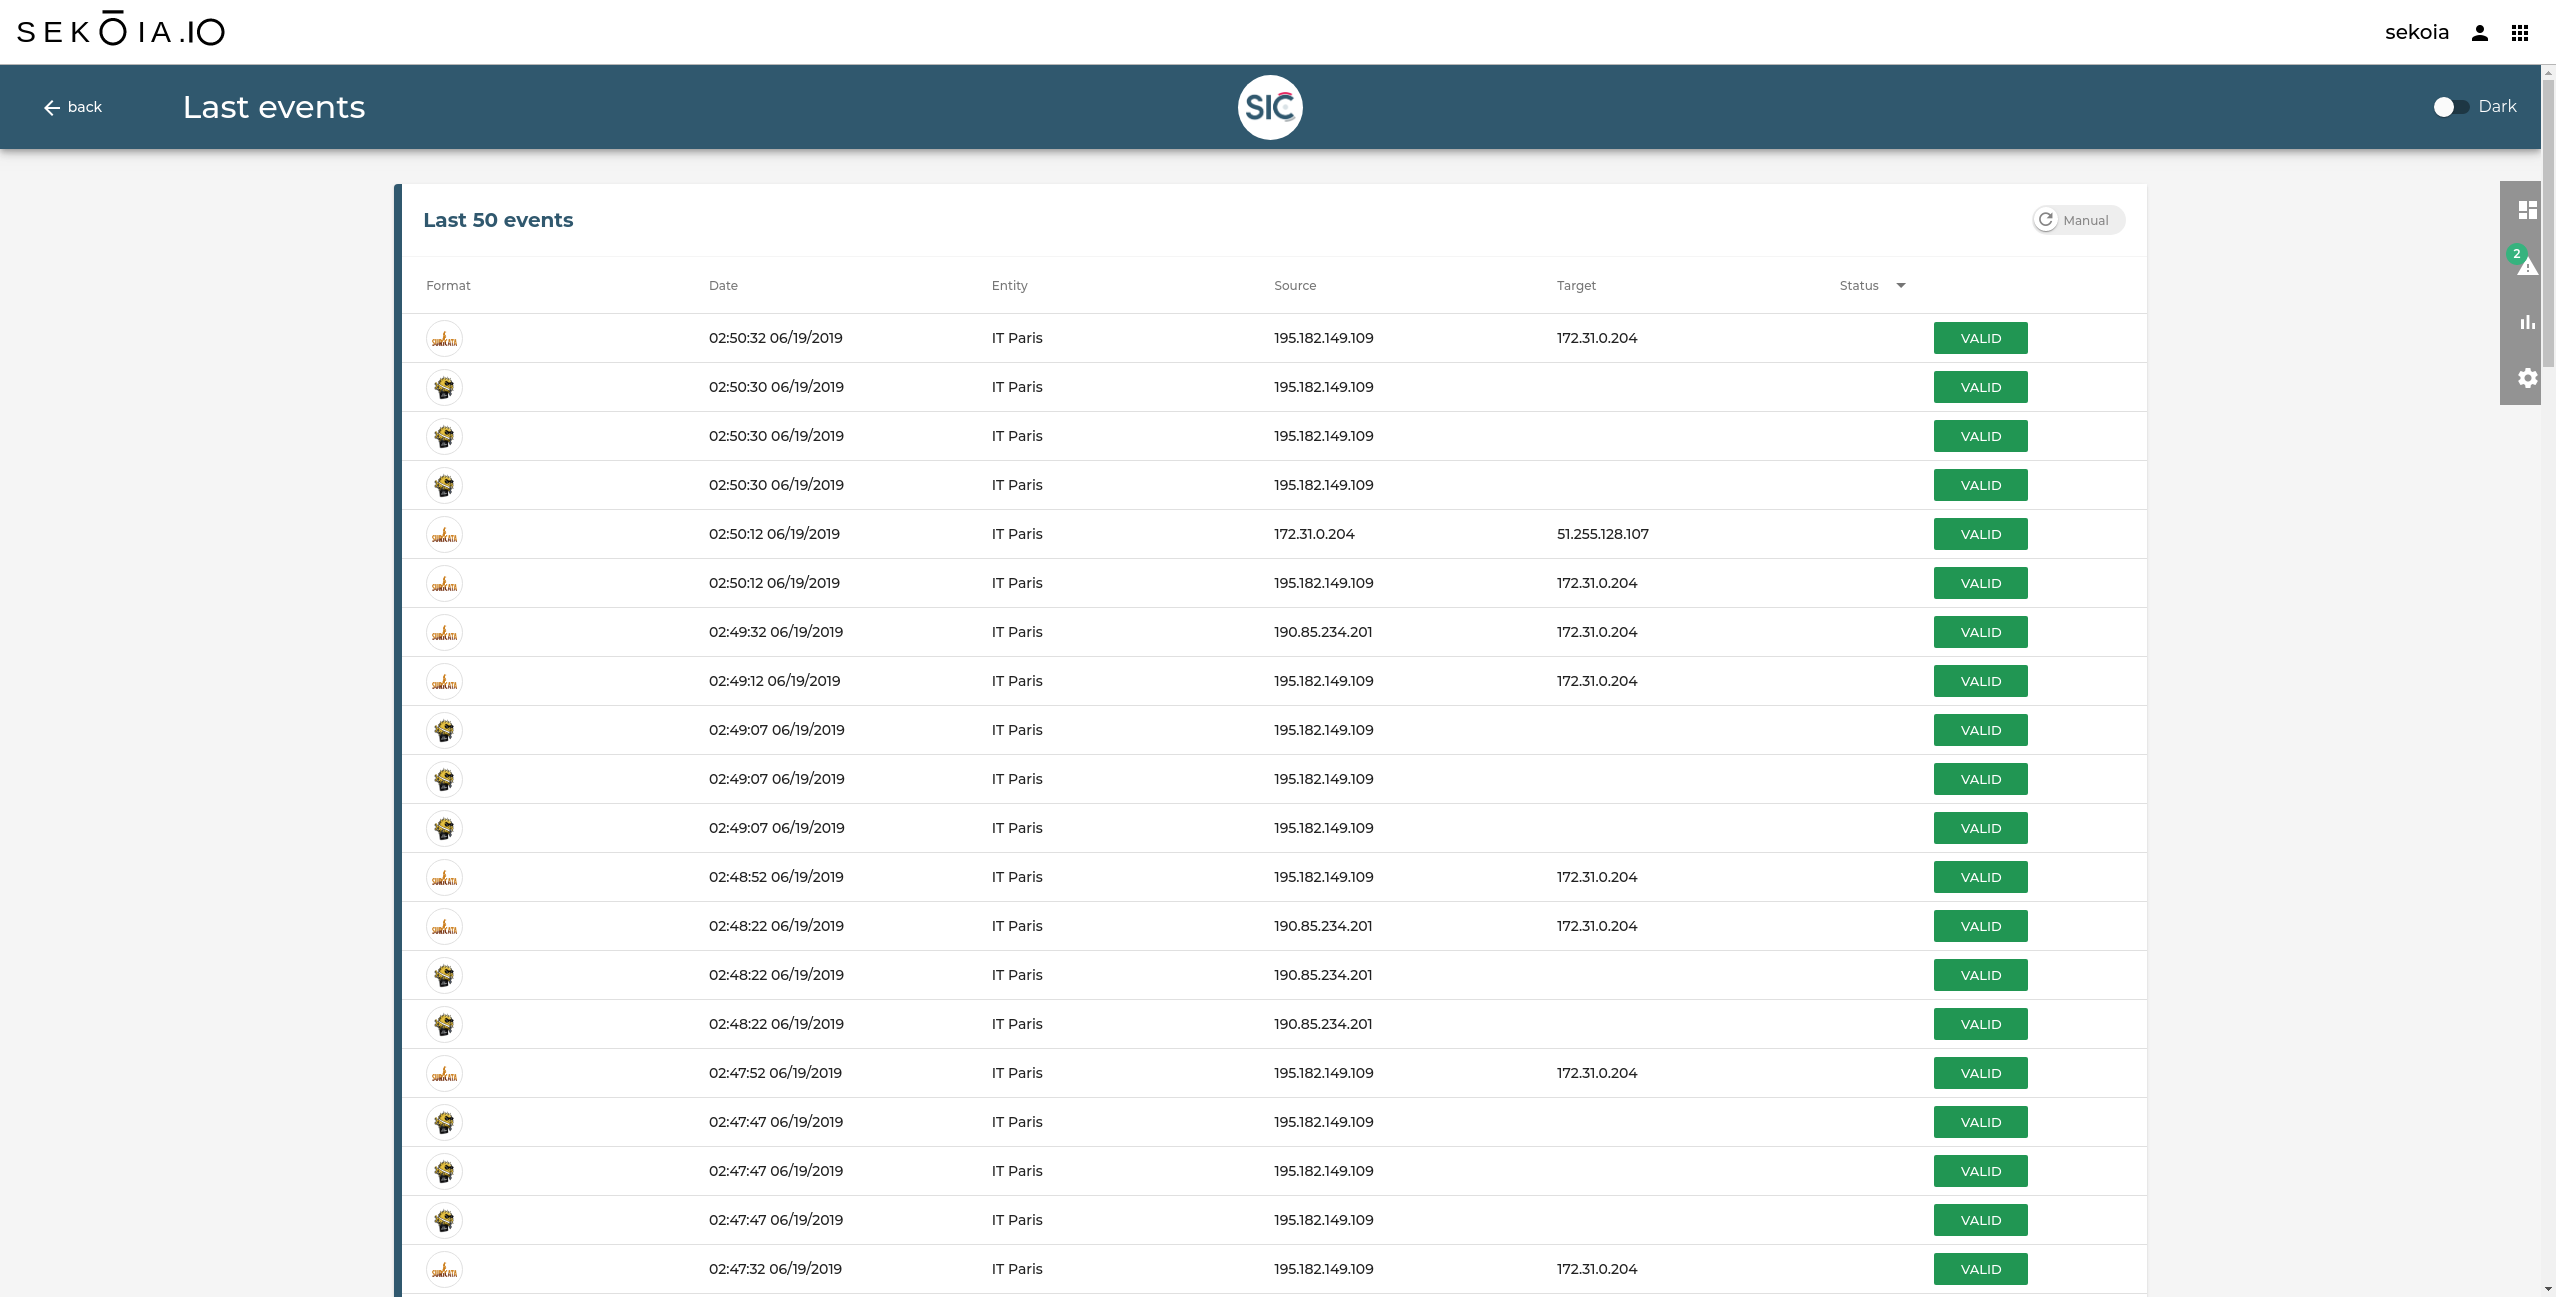 SEKŌIA.IO
sekoia
back
Last events
SIC
Dark
Last 50 events
Manual
2
Format Date Entity Source Target Status
SURICATA 02:50:32 06/19/2019 IT Paris 195.182.149.109 172.31.0.204 VALID
02:50:30 06/19/2019 IT Paris 195.182.149.109 VALID
02:50:30 06/19/2019 IT Paris 195.182.149.109 VALID
02:50:30 06/19/2019 IT Paris 195.182.149.109 VALID
SURICATA 02:50:12 06/19/2019 IT Paris 172.31.0.204 51.255.128.107 VALID
SURICATA 02:50:12 06/19/2019 IT Paris 195.182.149.109 172.31.0.204 VALID
SURICATA 02:49:32 06/19/2019 IT Paris 190.85.234.201 172.31.0.204 VALID
SURICATA 02:49:12 06/19/2019 IT Paris 195.182.149.109 172.31.0.204 VALID
02:49:07 06/19/2019 IT Paris 195.182.149.109 VALID
02:49:07 06/19/2019 IT Paris 195.182.149.109 VALID
02:49:07 06/19/2019 IT Paris 195.182.149.109 VALID
SURICATA 02:48:52 06/19/2019 IT Paris 195.182.149.109 172.31.0.204 VALID
SURICATA 02:48:22 06/19/2019 IT Paris 190.85.234.201 172.31.0.204 VALID
02:48:22 06/19/2019 IT Paris 190.85.234.201 VALID
02:48:22 06/19/2019 IT Paris 190.85.234.201 VALID
SURICATA 02:47:52 06/19/2019 IT Paris 195.182.149.109 172.31.0.204 VALID
02:47:47 06/19/2019 IT Paris 195.182.149.109 VALID
02:47:47 06/19/2019 IT Paris 195.182.149.109 VALID
02:47:47 06/19/2019 IT Paris 195.182.149.109 VALID
SURICATA 02:47:32 06/19/2019 IT Paris 195.182.149.109 172.31.0.204 VALID